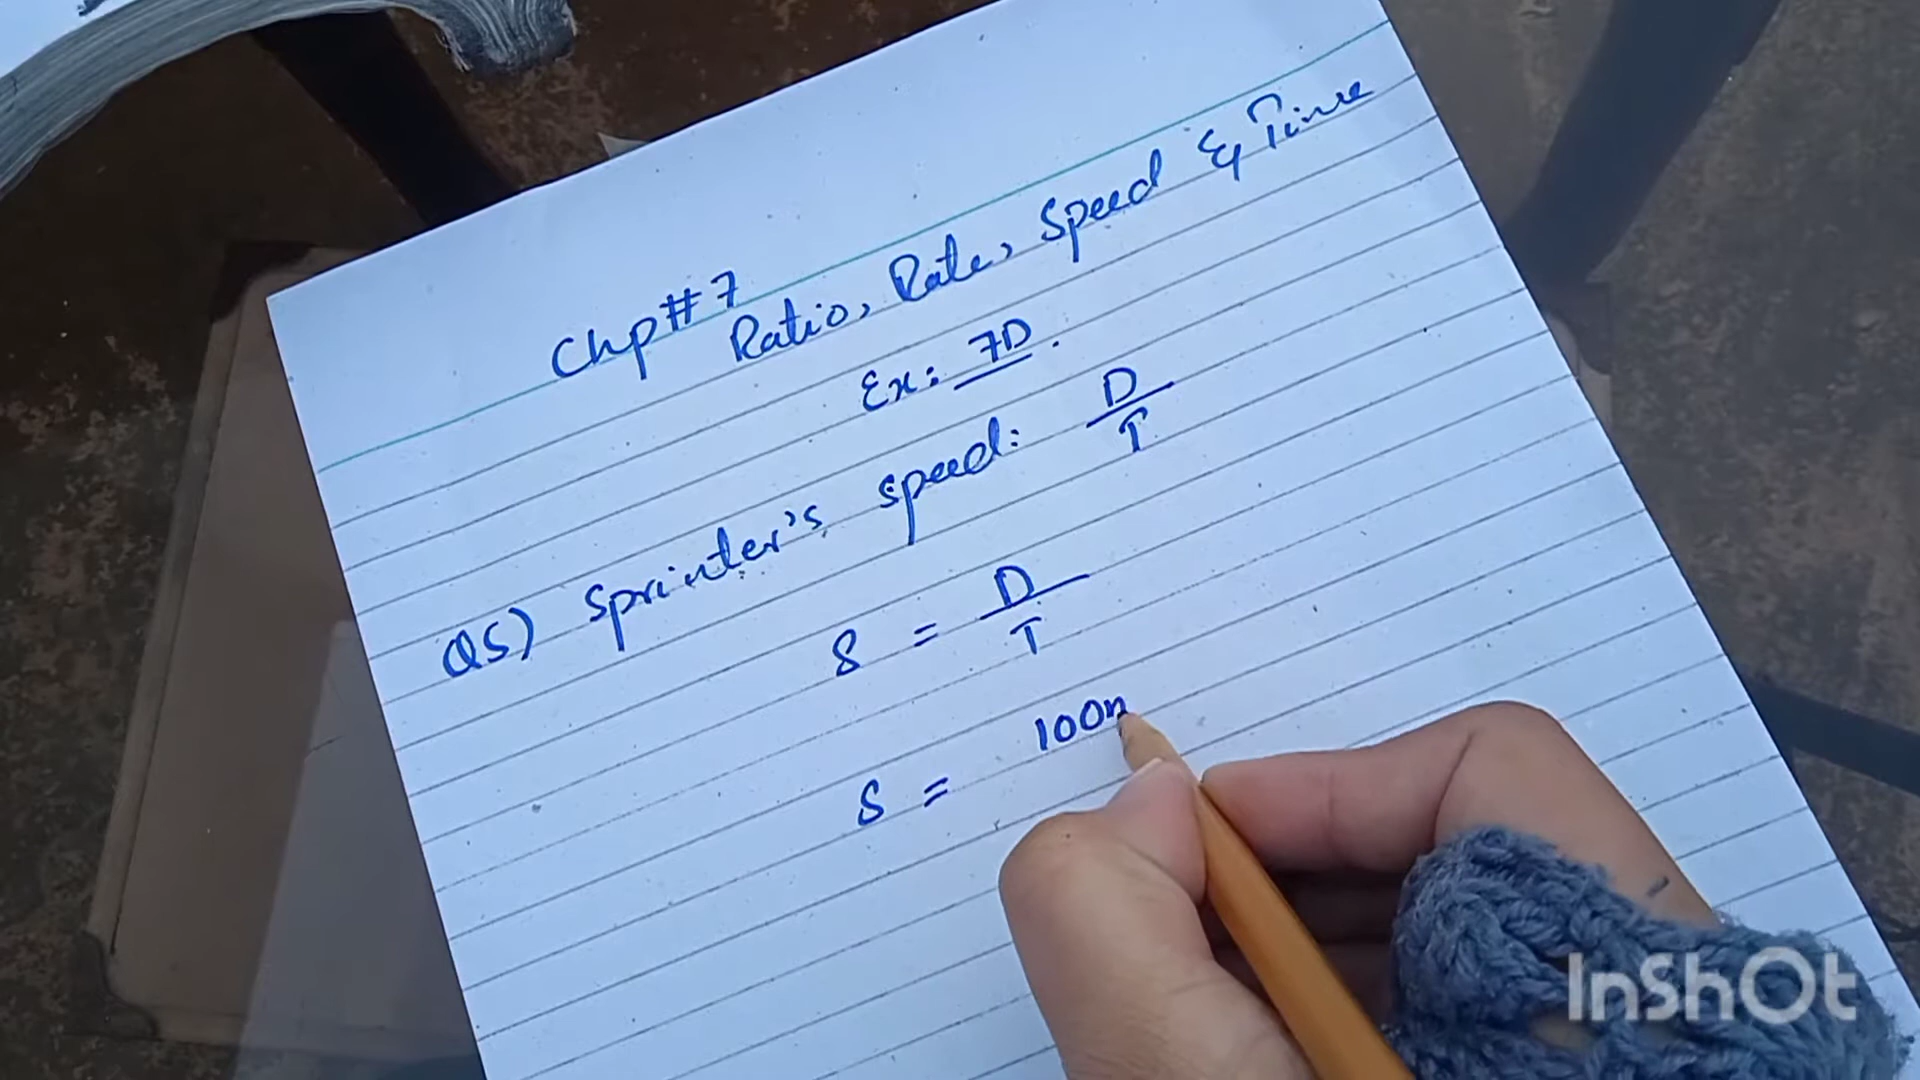 Chp#7
Ratio, Rate, Speed & Time
Ex: 7D.
Q5) Sprinter's speed: D/T
S = D/T
S = 100m
InShOt